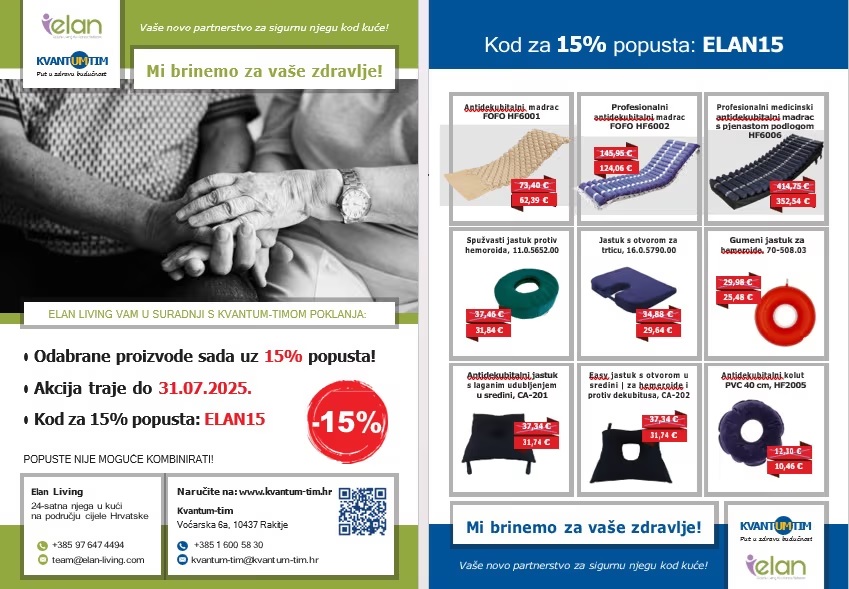 elan
KVANTUMTIM
Put u zdravu budućnost
Vaše novo partnerstvo za sigurnu njegu kod kuće!
Mi brinemo za vaše zdravlje!
ELAN LIVING VAM U SURADNJI S KVANTUM-TIMOM POKLANJA:
Odabrane proizvode sada uz 15% popusta!
Akcija traje do 31.07.2025.
Kod za 15% popusta: ELAN15
-15%
POPUSTE NIJE MOGUĆE KOMBINIRATI!
Elan Living
24-satna njega u kući
na području cijele Hrvatske
+385 97 647 4494
team@elan-living.com
Naručite na: www.kvantum-tim.hr
Kvantum-tim
Voćarska 6a, 10437 Rakitje
+385 1 600 58 30
kvantum-tim@kvantum-tim.hr
Kod za 15% popusta: ELAN15
Antidekubitalni madrac
FOFO HF6001
73,40 €
62,39 €
Profesionalni
antidekubitalni madrac
FOFO HF6002
145,95 €
124,06 €
Profesionalni medicinski
antidekubitalni madrac
s pjenastom podlogom
HF6006
414,75 €
352,54 €
Spužvasti jastuk protiv
hemoroida, 11.0.5652.00
37,46 €
31,84 €
Jastuk s otvorom za
trticu, 16.0.5790.00
34,88 €
29,64 €
Gumeni jastuk za
hemeroide, 70-508.03
29,98 €
25,48 €
Antidekubitalni jastuk
s laganim udubljenjem
u sredini, CA-201
37,34 €
31,74 €
Easy jastuk s otvorom u
sredini | za hemeroide i
protiv dekubitusa, CA-202
37,34 €
31,74 €
Antidekubitalni kolut
PVC 40 cm, HF2005
12,30 €
10,46 €
Mi brinemo za vaše zdravlje!
Vaše novo partnerstvo za sigurnu njegu kod kuće!
KVANTUMTIM
Put u zdravu budućnost
elan